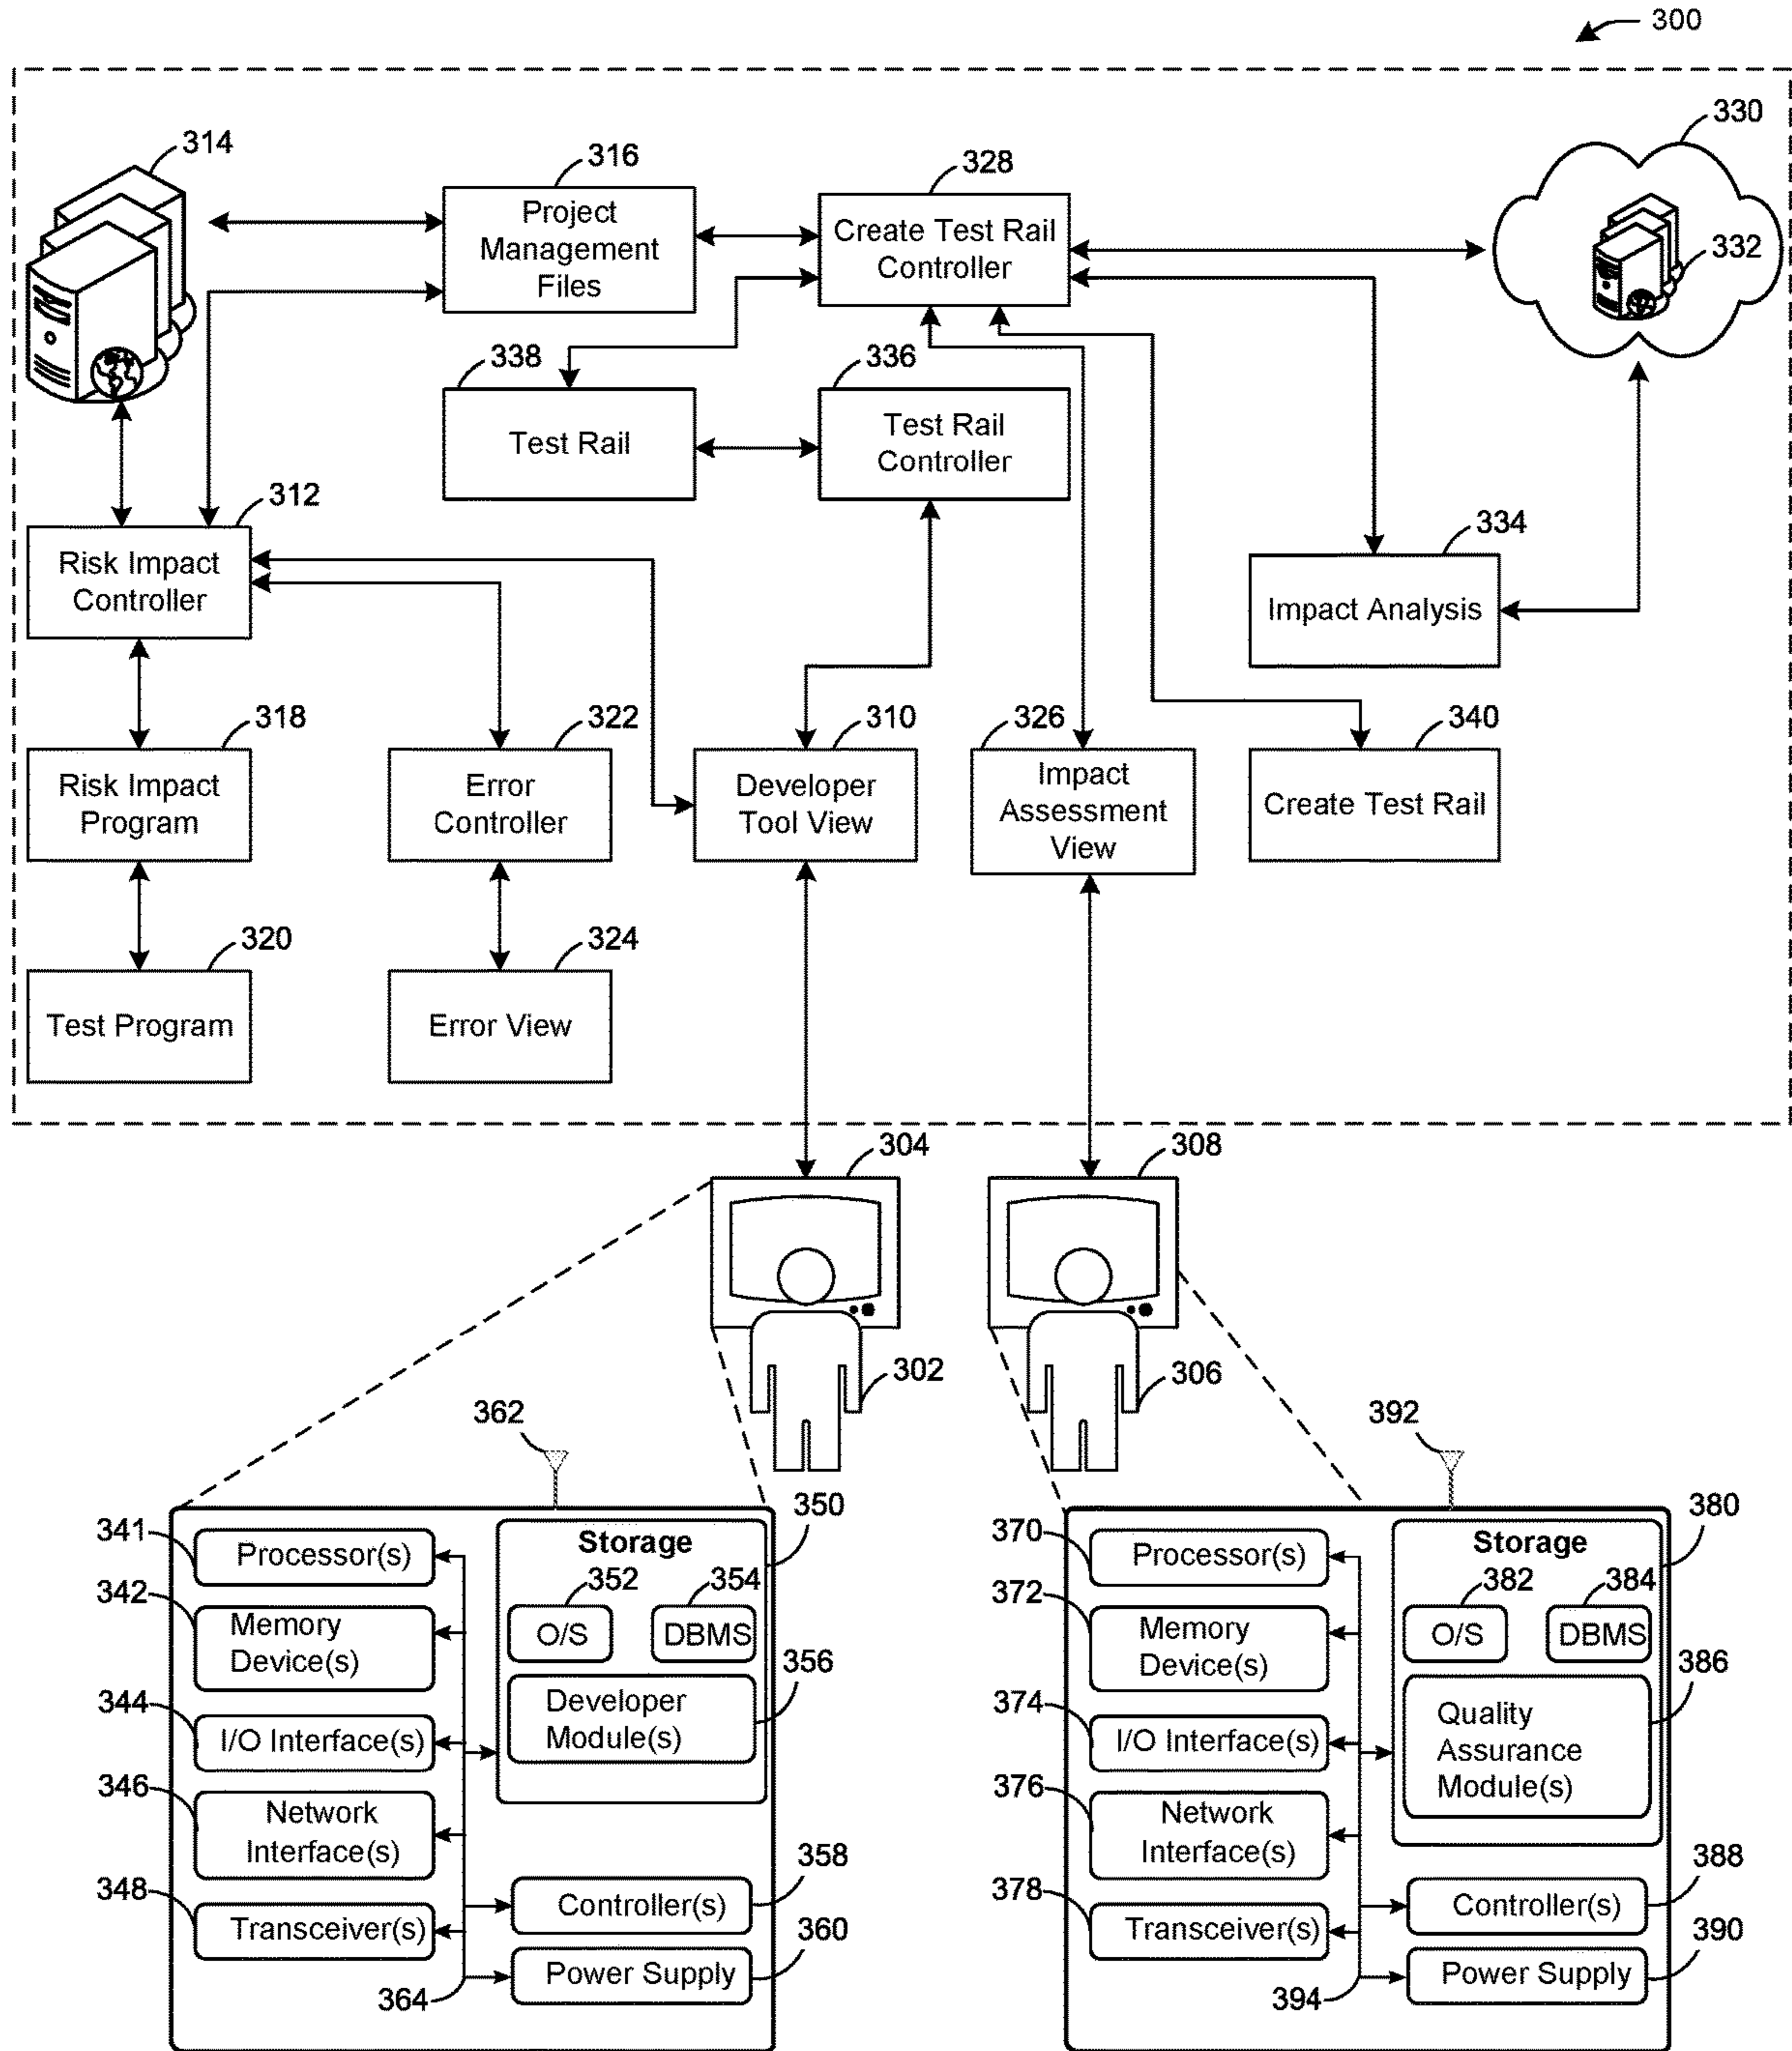 300
314
316
328
330
Project
Management
Files
Create Test Rail
Controller
332
338
336
Test Rail
Test Rail
Controller
312
334
Risk Impact
Controller
Impact Analysis
318
322
310
326
340
Risk Impact
Program
Error
Controller
Developer
Tool View
Impact
Assessment
View
Create Test Rail
320
324
Test Program
Error View
304
308
302
306
362
392
350
380
341
Processor(s)
Storage
352
354
342
Memory
Device(s)
O/S
DBMS
356
344
I/O Interface(s)
Developer
Module(s)
346
Network
Interface(s)
358
348
Transceiver(s)
Controller(s)
360
Power Supply
364
370
Processor(s)
Storage
382
384
372
Memory
Device(s)
O/S
DBMS
386
374
I/O Interface(s)
Quality
Assurance
Module(s)
376
Network
Interface(s)
388
378
Transceiver(s)
Controller(s)
390
Power Supply
394